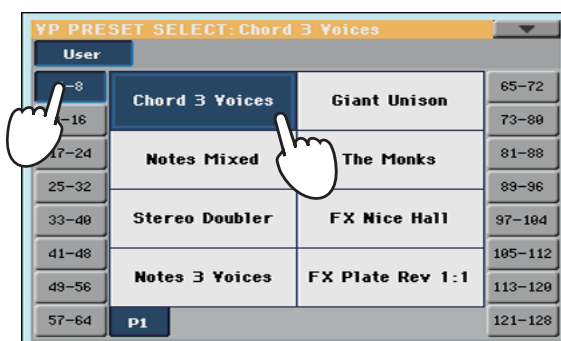 VP PRESET SELECT: Chord 3 Voices
User
-8
-16
17-24
25-32
33-40
41-48
49-56
57-64
Chord 3 Voices
Giant Unison
Notes Mixed
The Monks
Stereo Doubler
FX Nice Hall
Notes 3 Voices
FX Plate Rev 1:1
P1
65-72
73-80
81-88
89-96
97-104
105-112
113-120
121-128